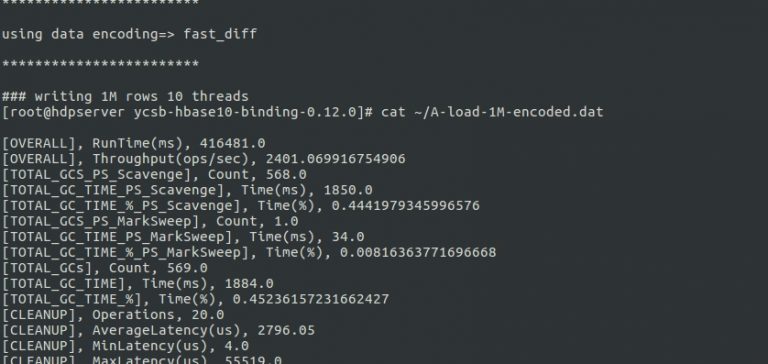 ************************
using data encoding=> fast_diff
************************
### writing 1M rows 10 threads
[root@hdpserver ycsb-hbase10-binding-0.12.0]# cat ~/A-load-1M-encoded.dat
[OVERALL], RunTime(ms), 416481.0
[OVERALL], Throughput(ops/sec), 2401.069916754906
[TOTAL_GCS_PS_Scavenge], Count, 568.0
[TOTAL_GC_TIME_PS_Scavenge], Time(ms), 1850.0
[TOTAL_GC_TIME_%_PS_Scavenge], Time(%), 0.4441979345996576
[TOTAL_GCS_PS_MarkSweep], Count, 1.0
[TOTAL_GC_TIME_PS_MarkSweep], Time(ms), 34.0
[TOTAL_GC_TIME_%_PS_MarkSweep], Time(%), 0.00816363771696668
[TOTAL_GCs], Count, 569.0
[TOTAL_GC_TIME], Time(ms), 1884.0
[TOTAL_GC_TIME_%], Time(%), 0.45236157231662427
[CLEANUP], Operations, 20.0
[CLEANUP], AverageLatency(us), 2796.05
[CLEANUP], MinLatency(us), 4.0
[CLEANUP], MaxLatency(us), 55519.0